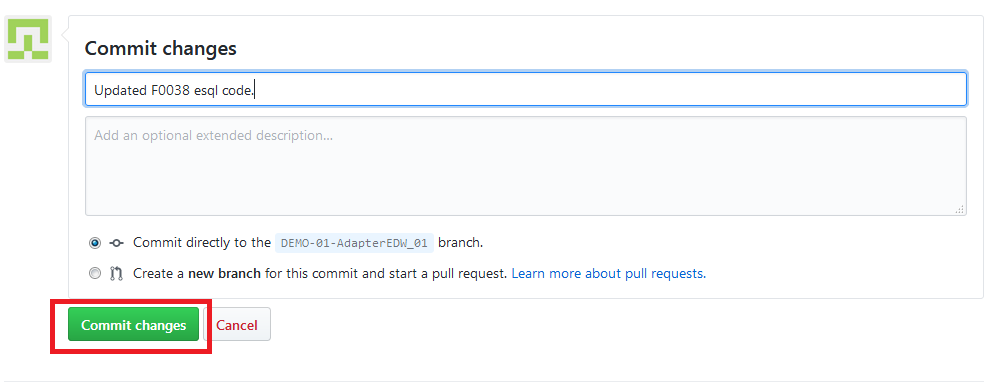 Commit changes
Updated F0038 esql code.
Add an optional extended description...
Commit directly to the DEMO-01-AdapterEDW_01 branch.
Create a new branch for this commit and start a pull request. Learn more about pull requests.
Commit changes Cancel